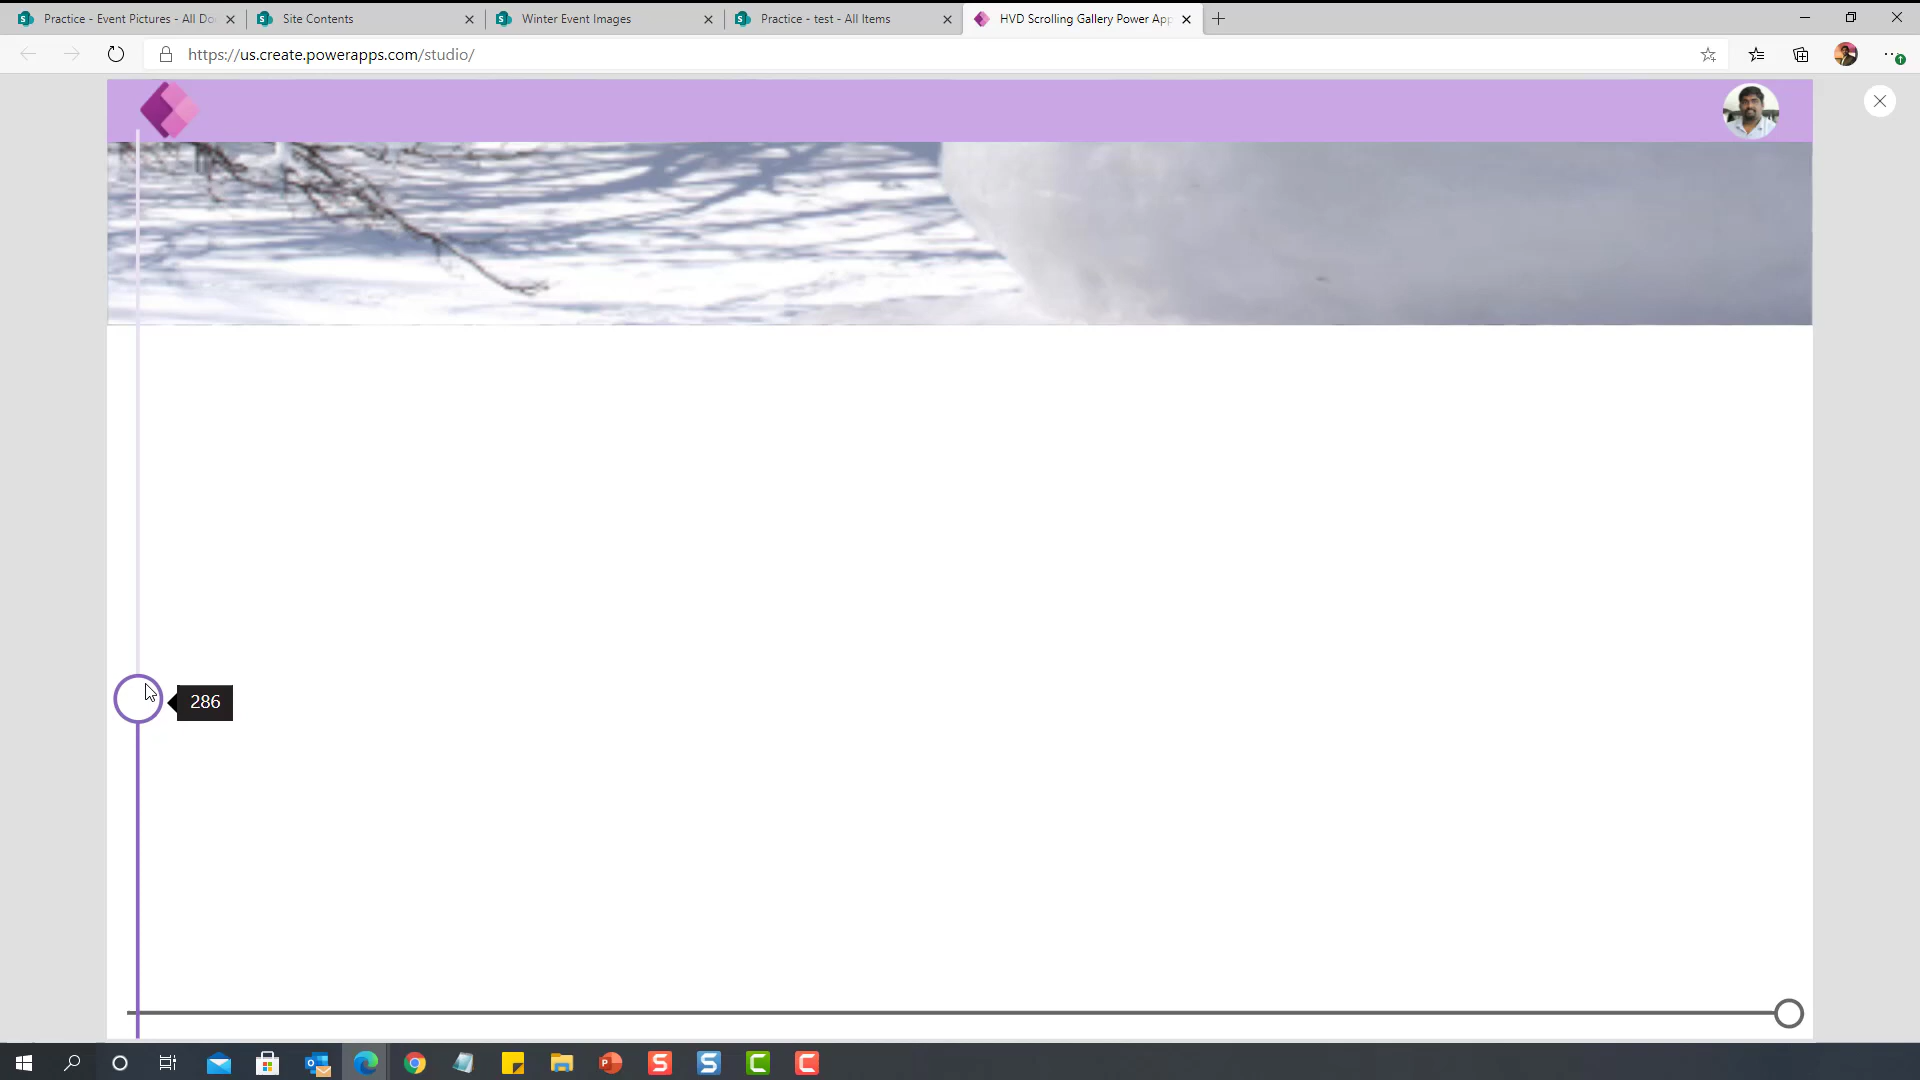 Practice - Event Pictures - All Do
Site Contents
Winter Event Images
Practice - test - All Items
HVD Scrolling Gallery Power App
https://us.create.powerapps.com/studio/
286